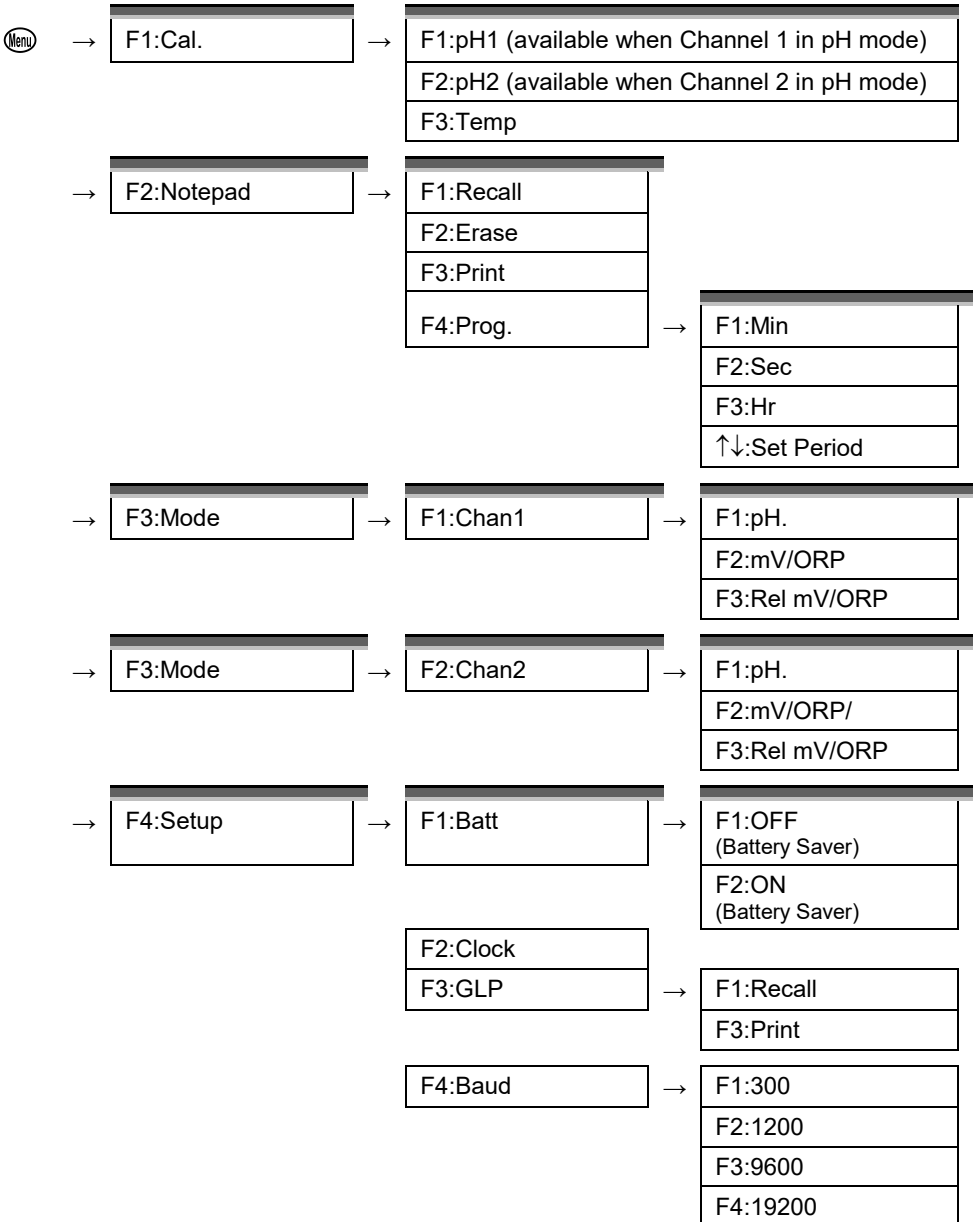 Menu → F1:Cal. → F1:pH1 (available when Channel 1 in pH mode)
F2:pH2 (available when Channel 2 in pH mode)
F3:Temp
→ F2:Notepad → F1:Recall
F2:Erase
F3:Print
F4:Prog. → F1:Min
F2:Sec
F3:Hr
↑↓:Set Period
→ F3:Mode → F1:Chan1 → F1:pH.
F2:mV/ORP
F3:Rel mV/ORP
→ F3:Mode → F2:Chan2 → F1:pH.
F2:mV/ORP/
F3:Rel mV/ORP
→ F4:Setup → F1:Batt → F1:OFF
(Battery Saver)
F2:ON
(Battery Saver)
F2:Clock
F3:GLP → F1:Recall
F3:Print
F4:Baud → F1:300
F2:1200
F3:9600
F4:19200